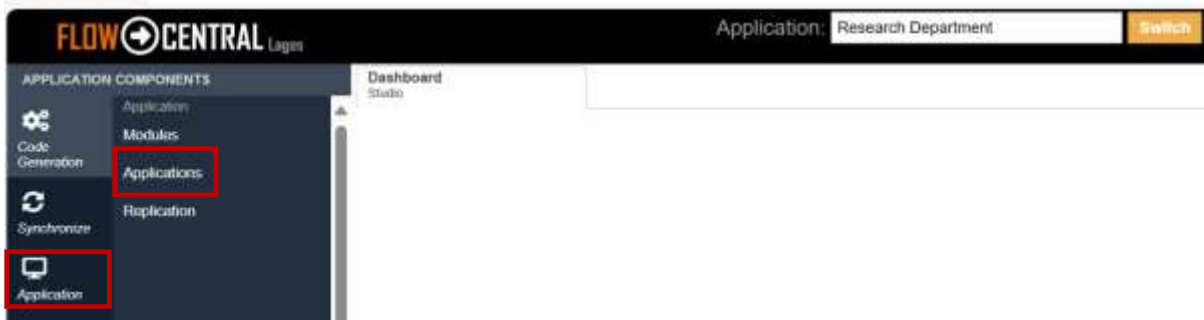 FLOW CENTRAL Lagos
Application: Research Department Switch
APPLICATION COMPONENTS
Dashboard
Studio
Application
Modules
Code
Generation
Applications
Replication
Synchronize
Application